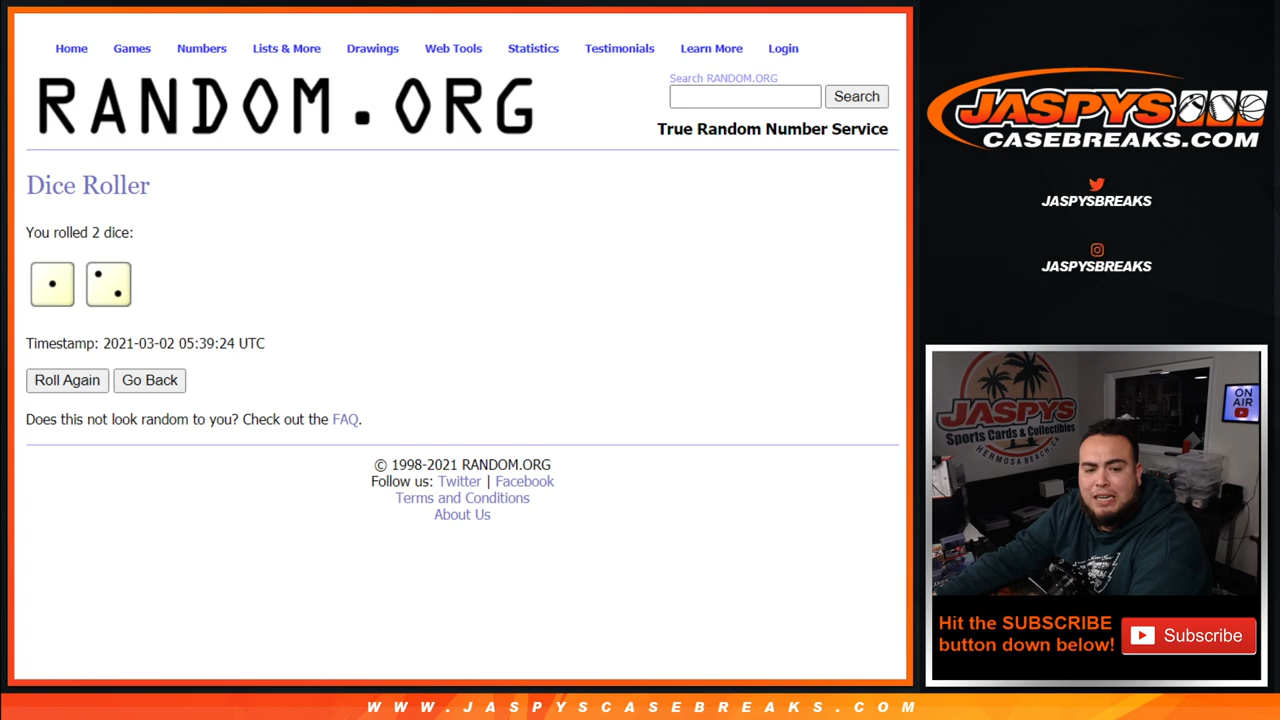 Home Games Numbers Lists & More Drawings Web Tools Statistics Testimonials Learn More Login
RANDOM.ORG
Search RANDOM.ORG
Search
True Random Number Service
Dice Roller
You rolled 2 dice:
Timestamp: 2021-03-02 05:39:24 UTC
Roll Again Go Back
Does this not look random to you? Check out the FAQ.
© 1998-2021 RANDOM.ORG
Follow us: Twitter | Facebook
Terms and Conditions
About Us
JASPYS
CASEBREAKS.COM
JASPYSBREAKS
JASPYSBREAKS
JASPYS
Sports Cards & Collectibles
HERMOSA BEACH, CA
ON
AIR
Hit the SUBSCRIBE
button down below!
Subscribe
WWW.JASPYSCASEBREAKS.COM